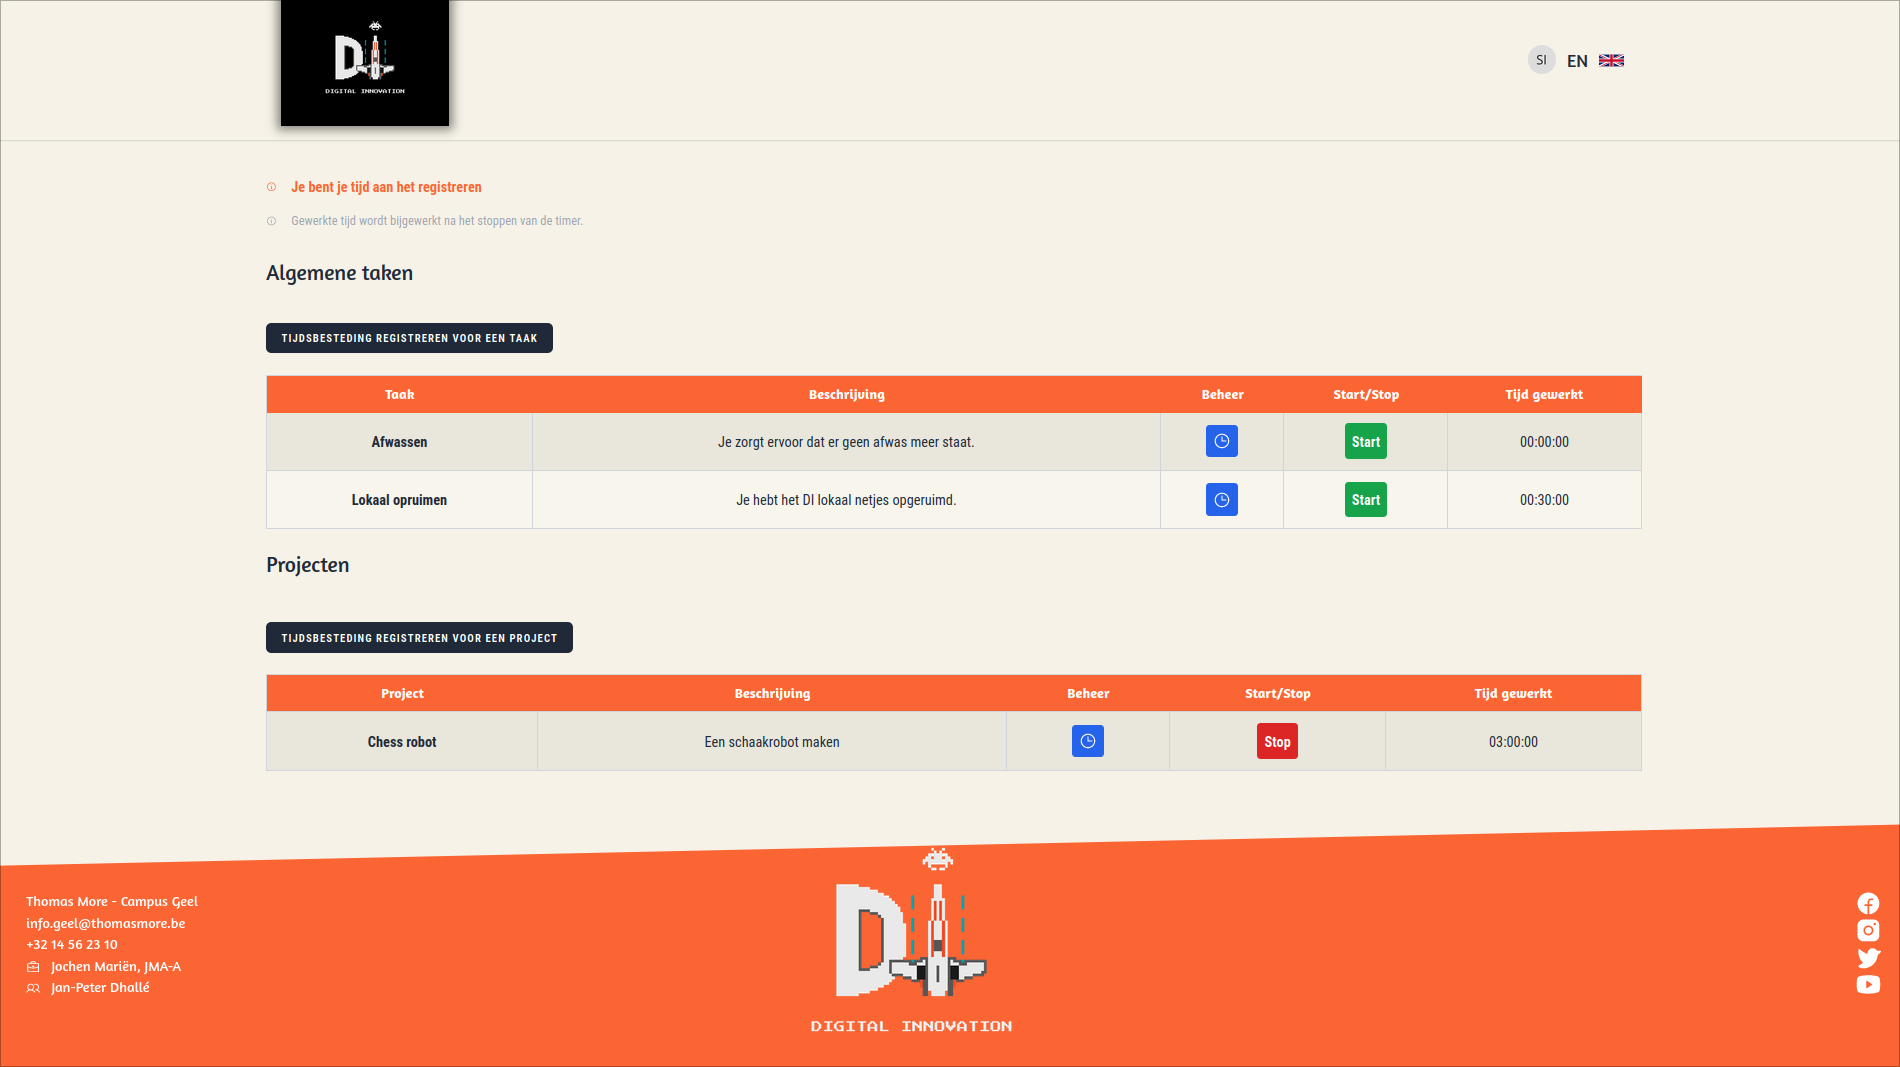 DI
DIGITAL INNOVATION
SI EN
Je bent je tijd aan het registreren
Gewerkte tijd wordt bijgewerkt na het stoppen van de timer.
Algemene taken
TIJDSBESTEDING REGISTREREN VOOR EEN TAAK
Taak Beschrijving Beheer Start/Stop Tijd gewerkt
Afwassen Je zorgt ervoor dat er geen afwas meer staat. Start 00:00:00
Lokaal opruimen Je hebt het DI lokaal netjes opgeruimd. Start 00:30:00
Projecten
TIJDSBESTEDING REGISTREREN VOOR EEN PROJECT
Project Beschrijving Beheer Start/Stop Tijd gewerkt
Chess robot Een schaakrobot maken Stop 03:00:00
Thomas More - Campus Geel
info.geel@thomasmore.be
+32 14 56 23 10
Jochen Mariën, JMA-A
Jan-Peter Dhallé
DI
DIGITAL INNOVATION